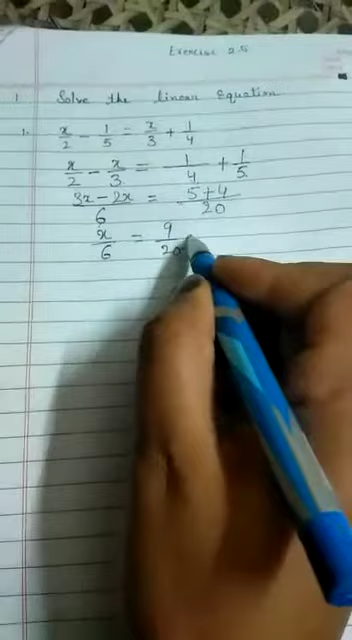 Exercise 2.5
1 Solve the linear Equation
1. x/2 - 1/5 = x/3 + 1/4
x/2 - x/3 = 1/4 + 1/5
3x - 2x/6 = 5+4/20
x/6 = 9/20